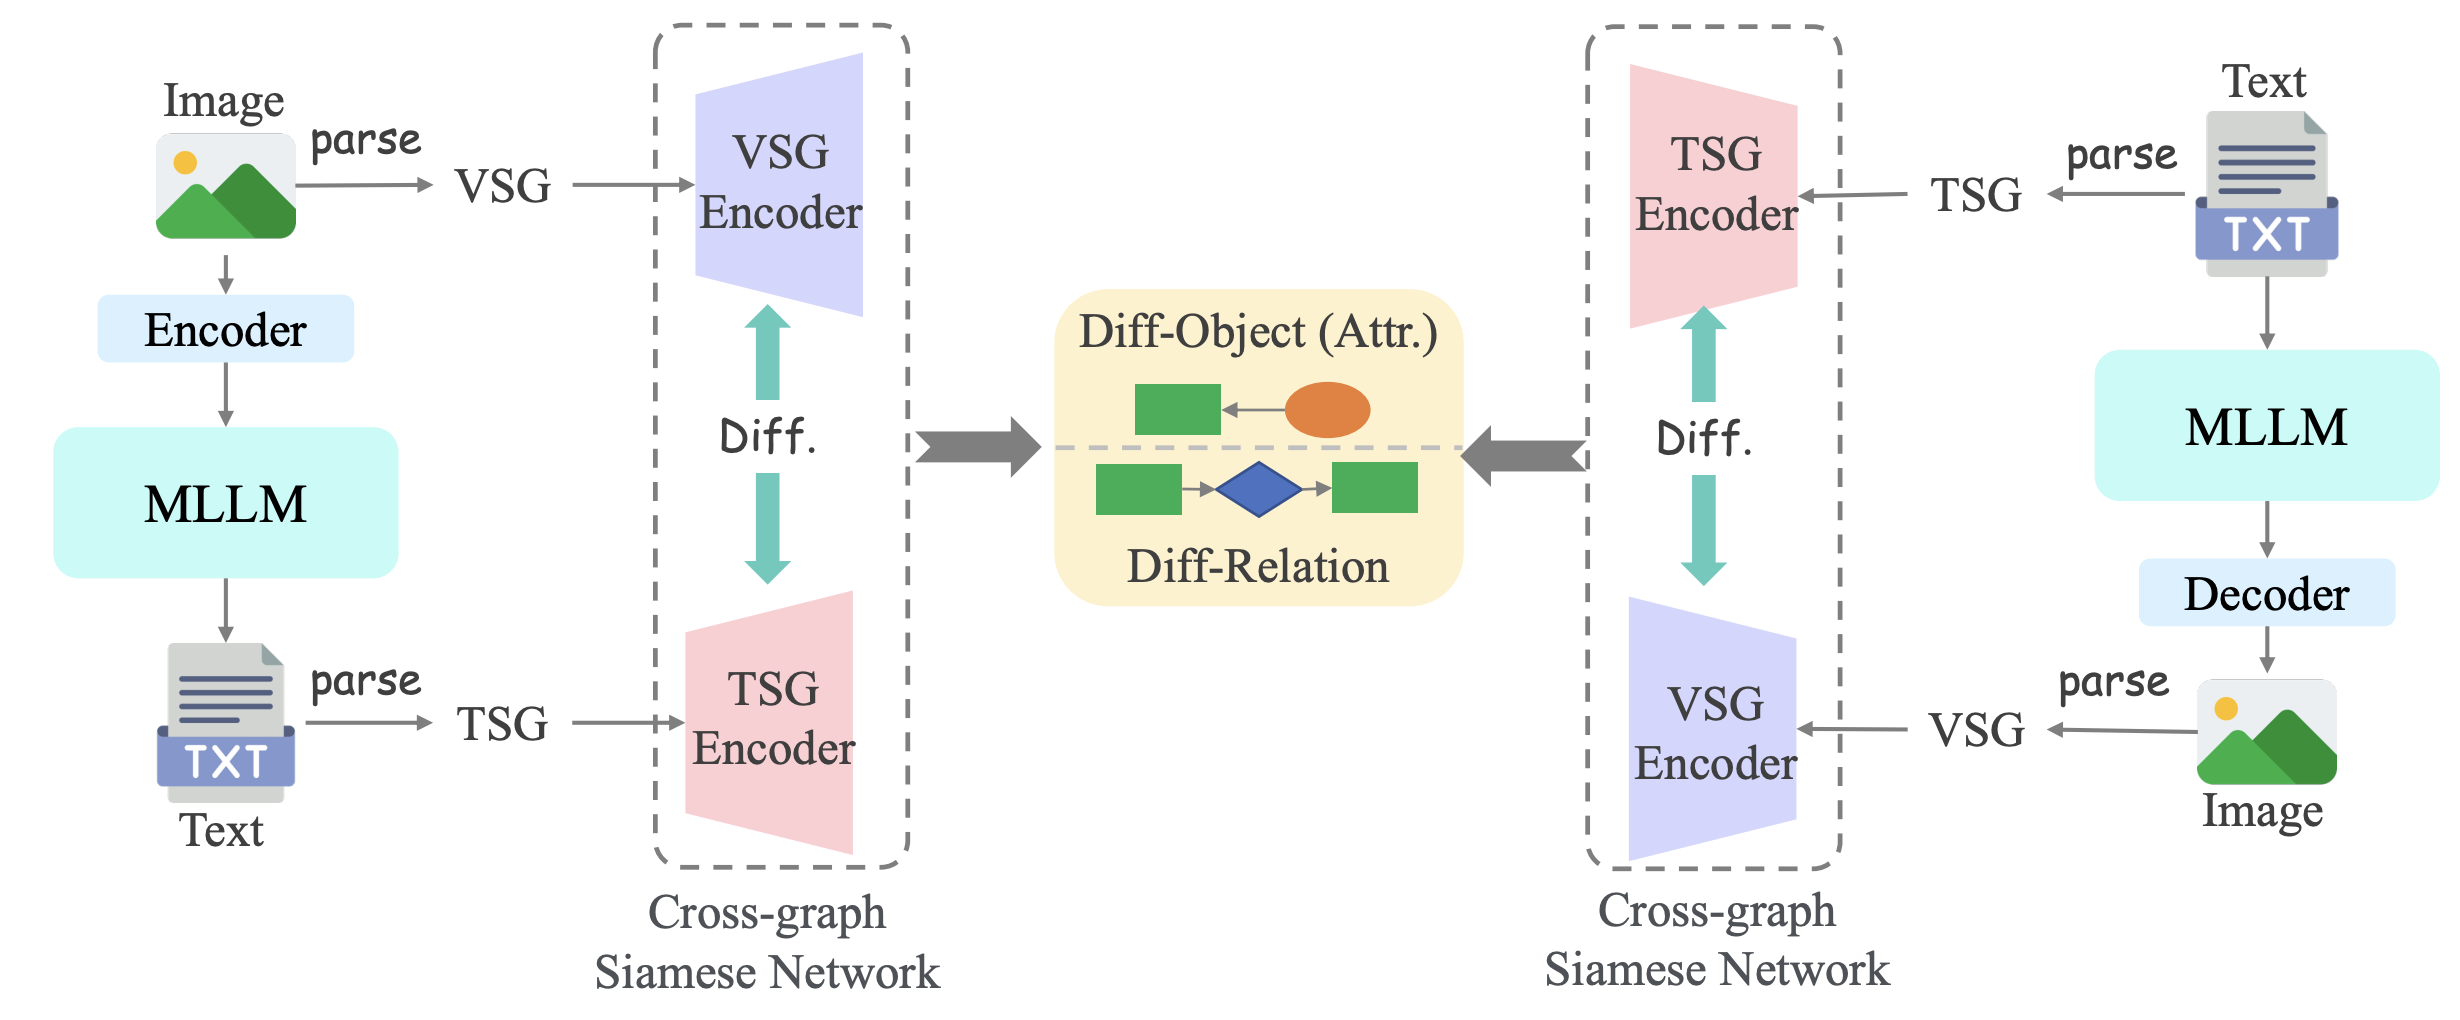 Image
parse
VSG
VSG
Encoder
Encoder
MLLM
Diff.
parse
TXT
Text
TSG
TSG
Encoder
Cross-graph
Siamese Network
Diff-Object (Attr.)
Diff-Relation
TSG
Encoder
Diff.
VSG
Encoder
Cross-graph
Siamese Network
Text
parse
TSG
TXT
MLLM
Decoder
parse
VSG
Image